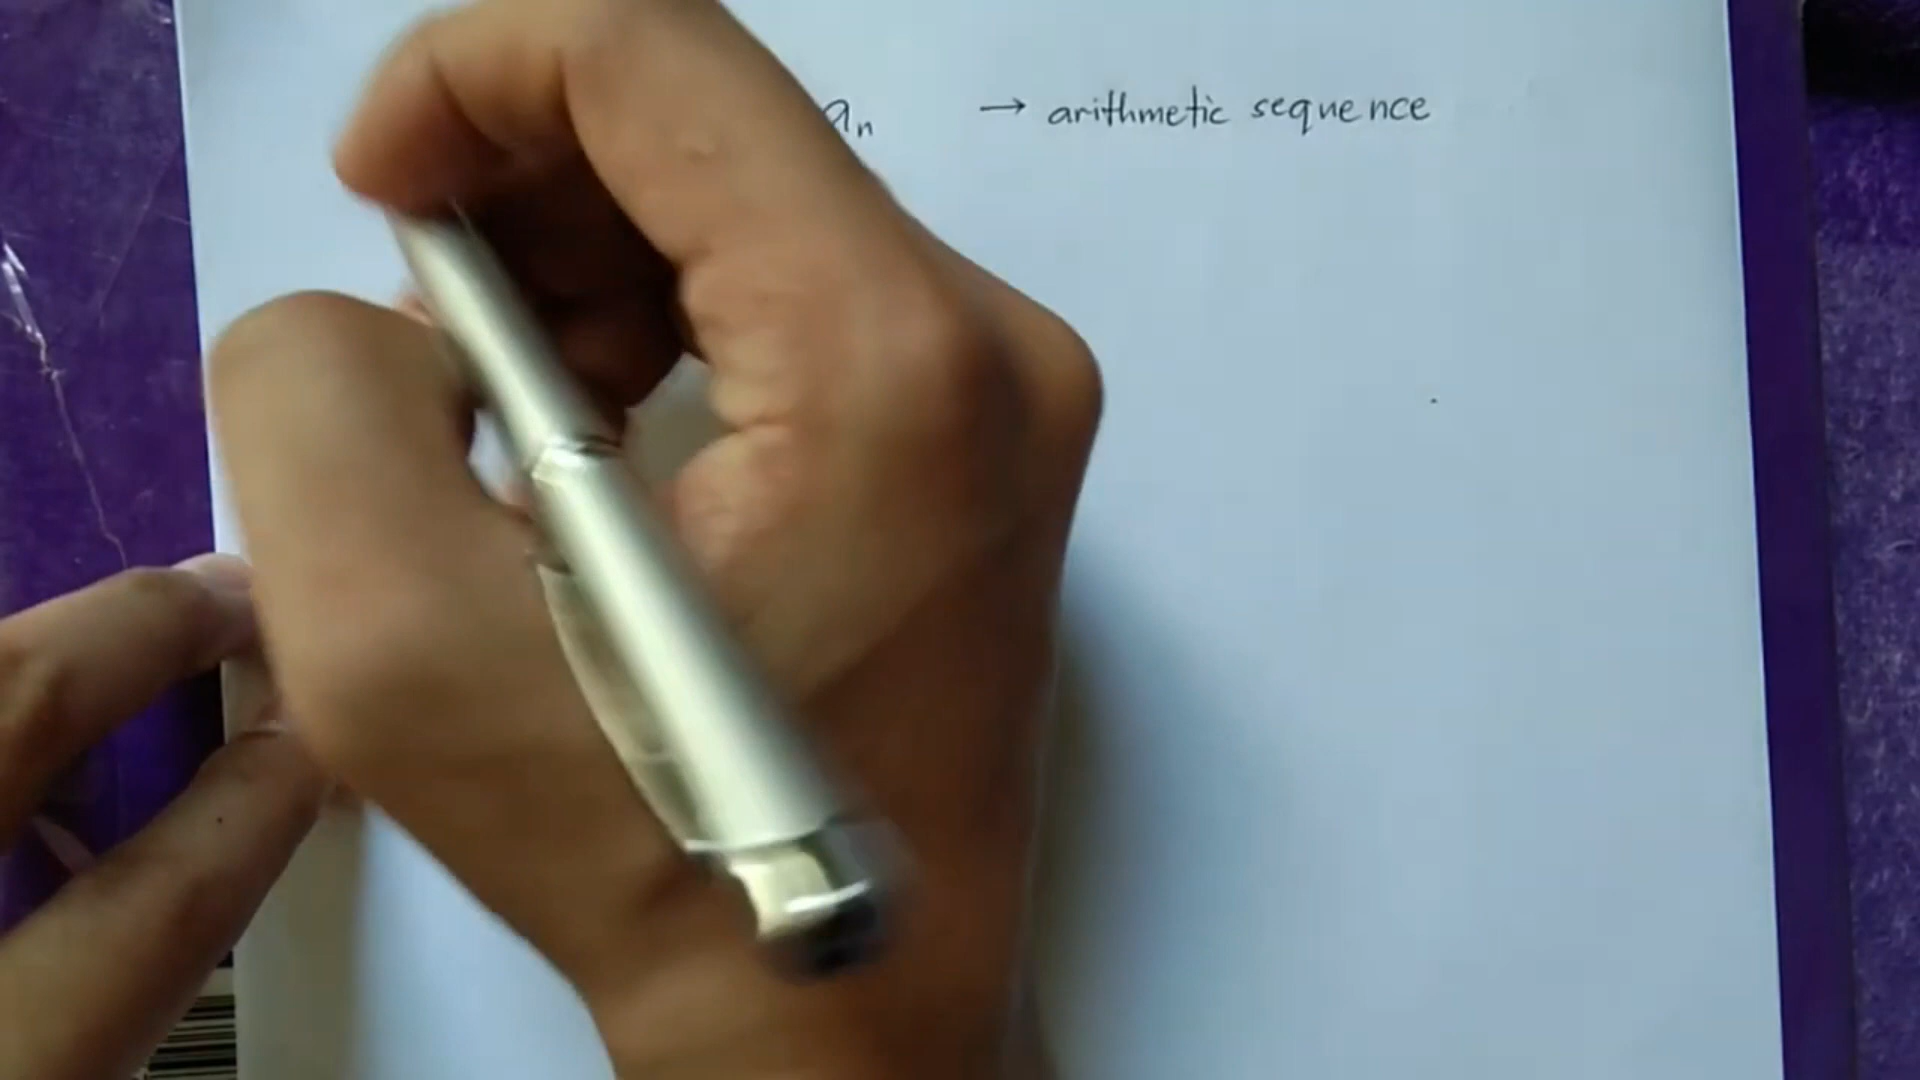 aₙ → arithmetic sequence